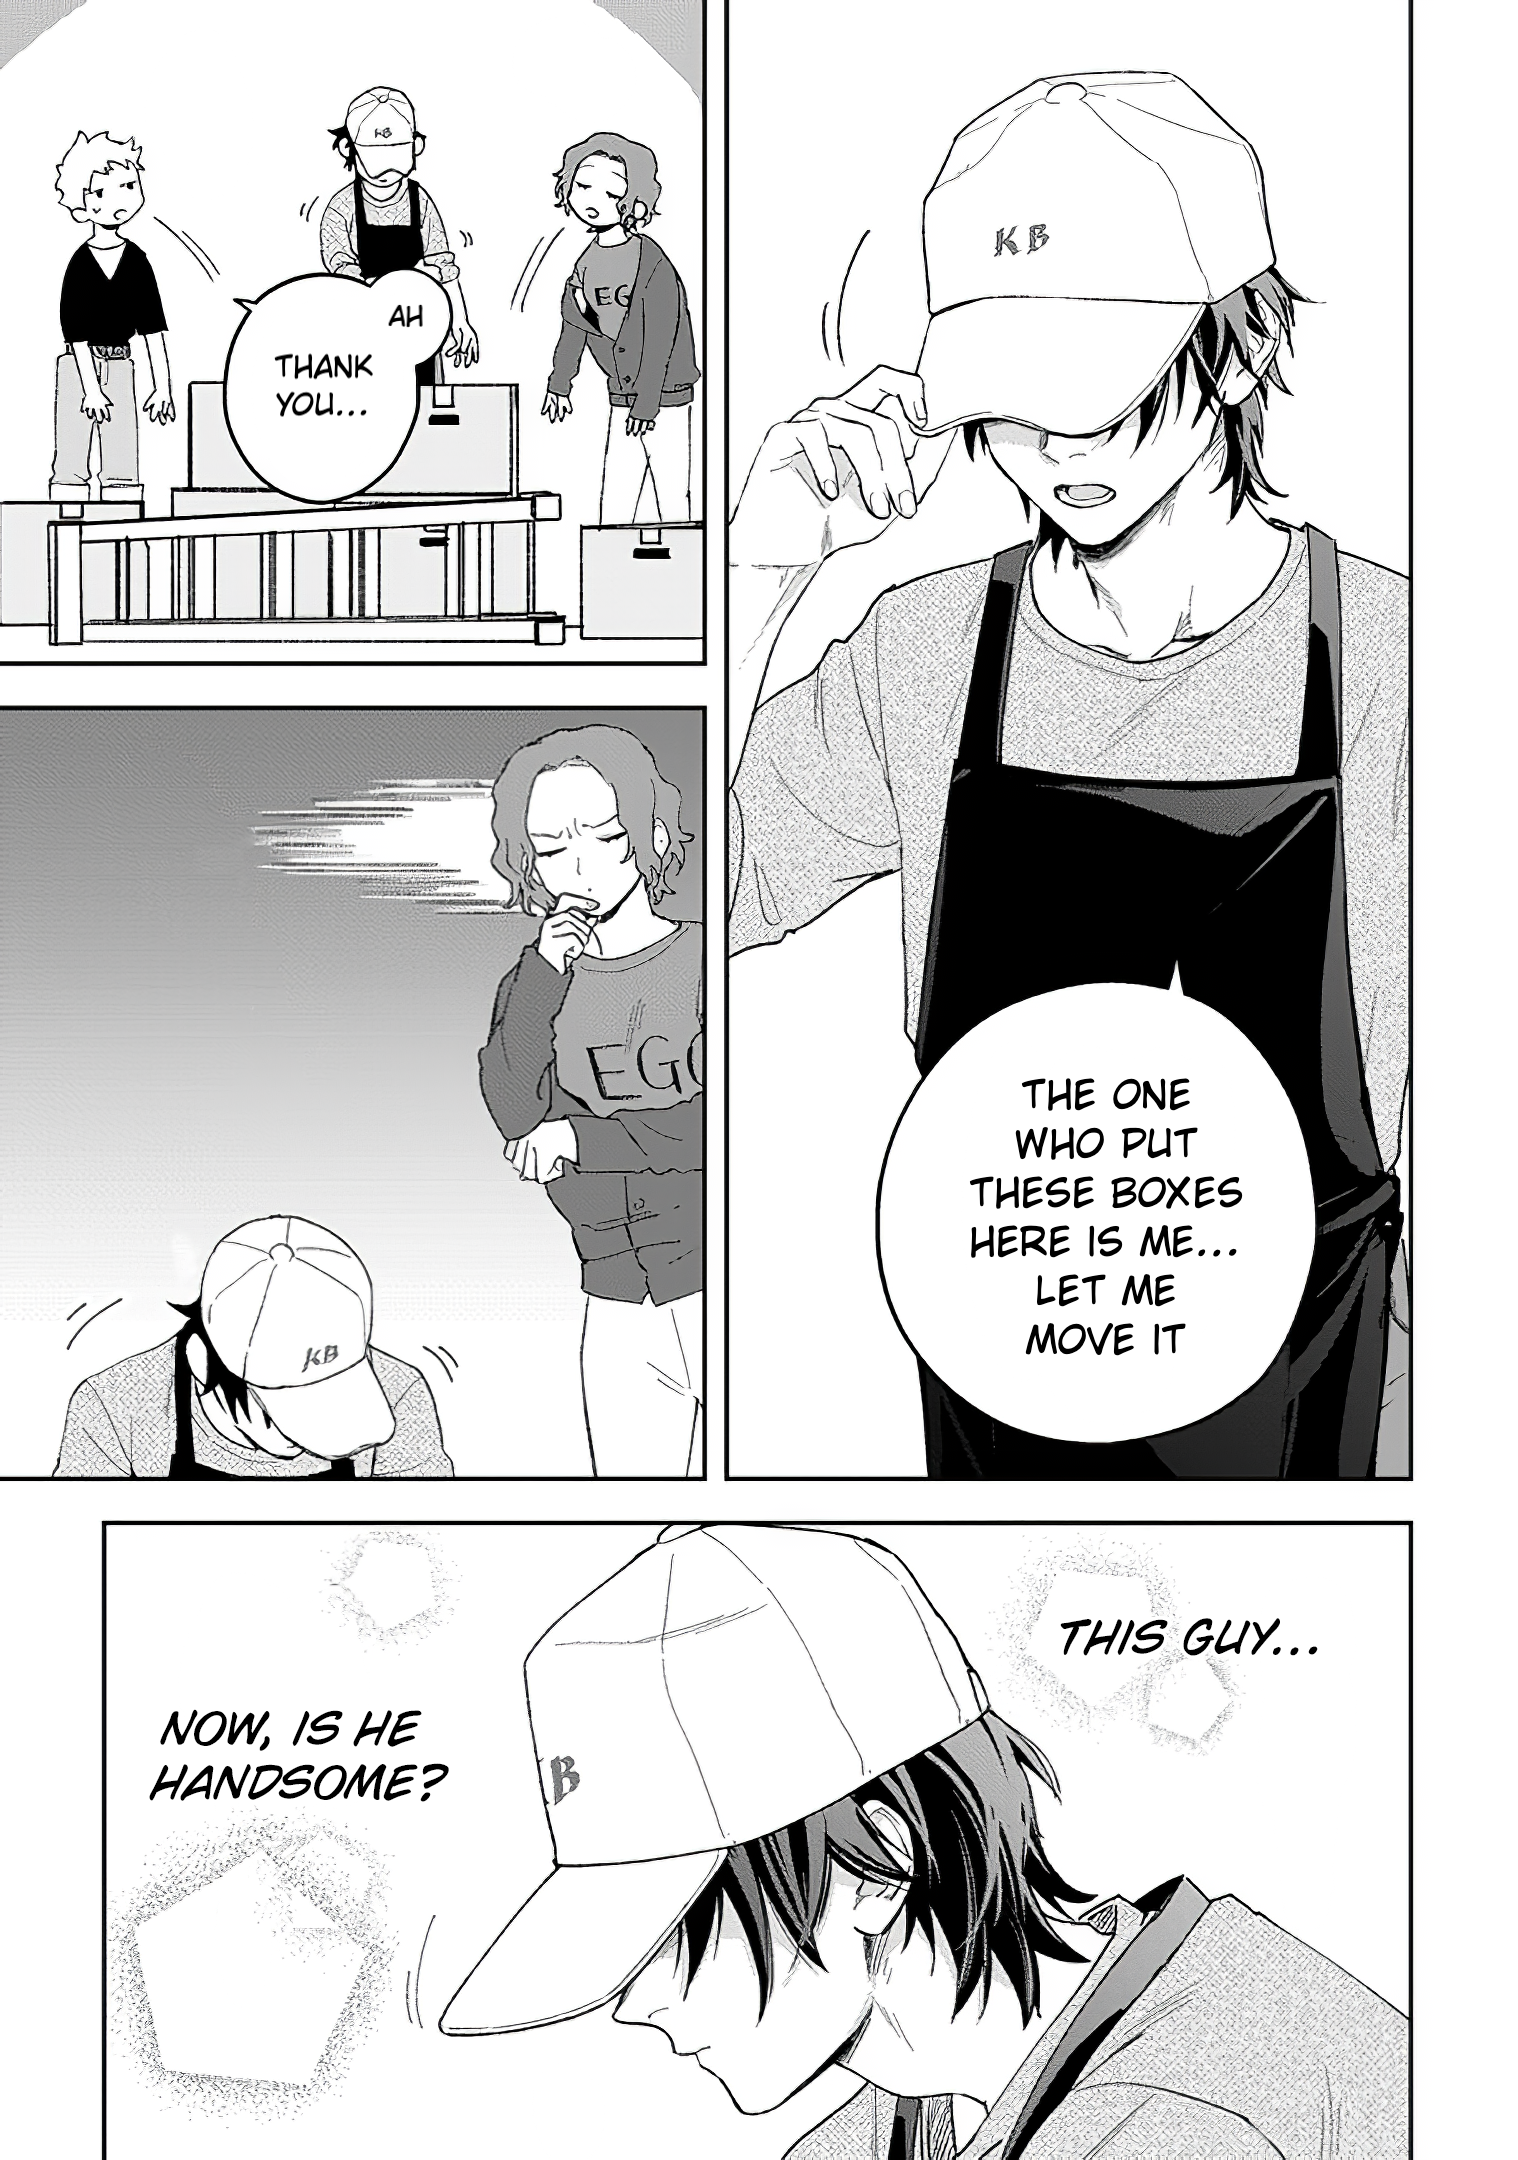 KB
THE ONE
WHO PUT
THESE BOXES
HERE IS ME...
LET ME
MOVE IT
KB
AH
THANK
YOU...
EG
EGO
KB
THIS GUY...
NOW, IS HE
HANDSOME?
B